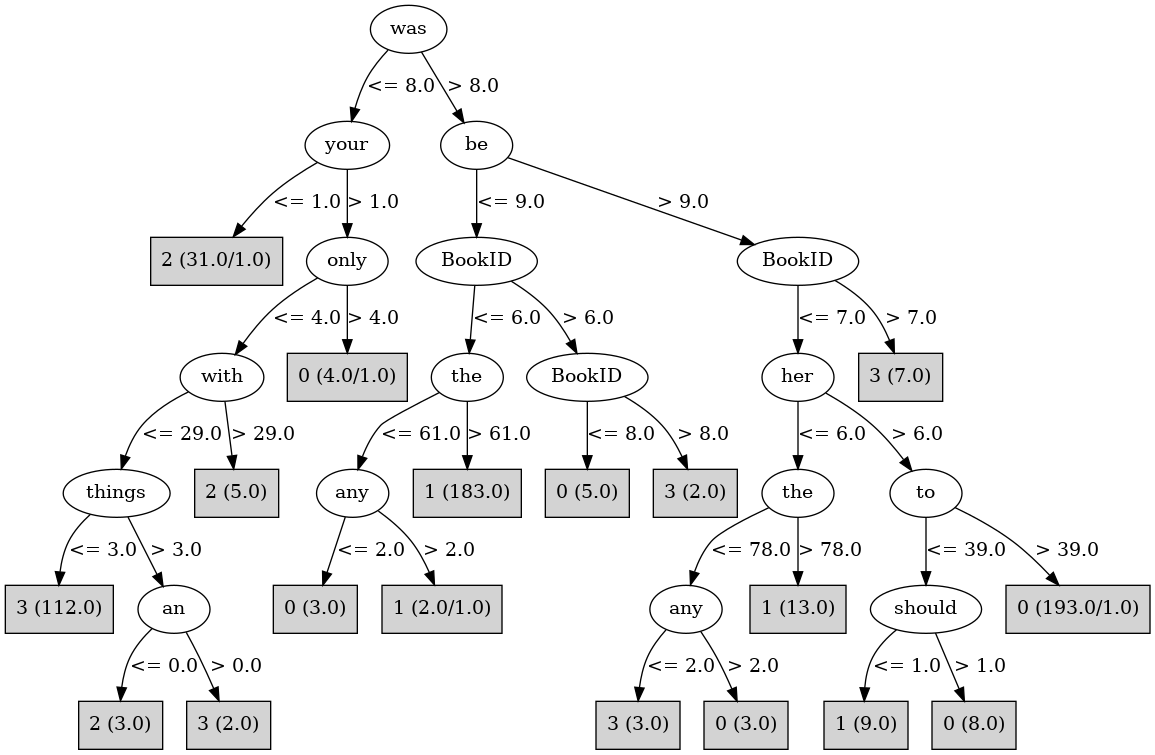 was
<= 8.0 > 8.0
your be
<= 1.0 > 1.0 <= 9.0 > 9.0
2 (31.0/1.0) only BookID BookID
<= 4.0 > 4.0 <= 6.0 > 6.0 <= 7.0 > 7.0
with 0 (4.0/1.0) the BookID her 3 (7.0)
<= 29.0 > 29.0 <= 61.0 > 61.0 <= 8.0 > 8.0 <= 6.0 > 6.0
things 2 (5.0) any 1 (183.0) 0 (5.0) 3 (2.0) the to
<= 3.0 > 3.0 <= 2.0 > 2.0 <= 78.0 > 78.0 <= 39.0 > 39.0
3 (112.0) an 0 (3.0) 1 (2.0/1.0) any 1 (13.0) should 0 (193.0/1.0)
<= 0.0 > 0.0 <= 2.0 > 2.0 <= 1.0 > 1.0
2 (3.0) 3 (2.0) 3 (3.0) 0 (3.0) 1 (9.0) 0 (8.0)